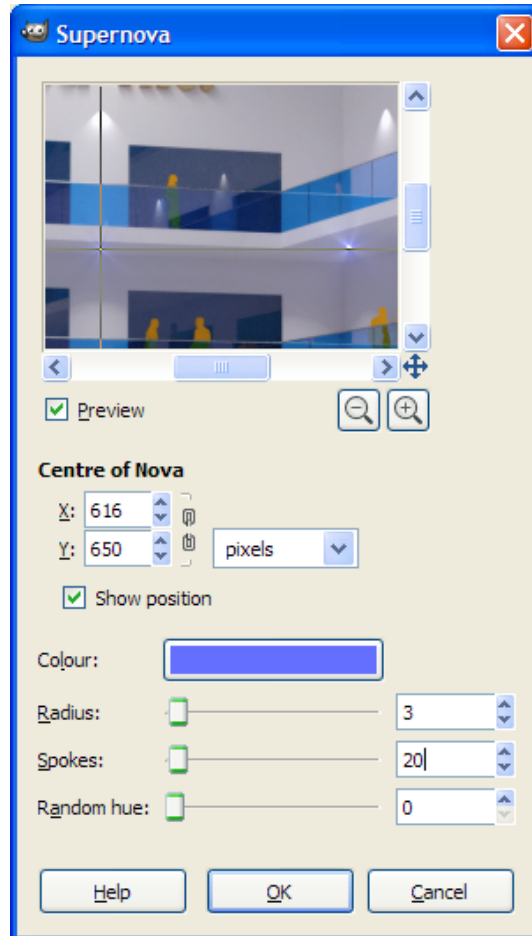 Supernova
Preview
Centre of Nova
X: 616
Y: 650 pixels
Show position
Colour:
Radius: 3
Spokes: 20
Random hue: 0
Help OK Cancel